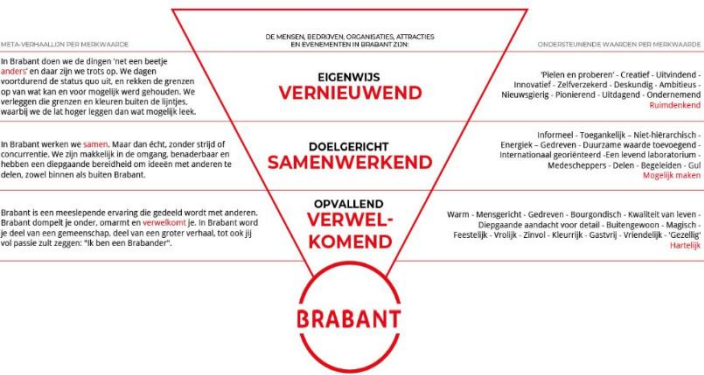 META-VERHAALLIJN PER MERKWAARDE
DE MENSEN, BEDRIJVEN, ORGANISATIES, ATTRACTIES
EN EVENEMENTEN IN BRABANT ZIJN:
ONDERSTEUNENDE WAARDEN PER MERKWAARDE
In Brabant doen we de dingen 'net een beetje
anders' en daar zijn we trots op. We dagen
voortdurend de status quo uit, en rekken de grenzen
op van wat kan en voor mogelijk werd gehouden. We
verleggen die grenzen en kleuren buiten de lijntjes,
waarbij we de lat hoger leggen dan wat mogelijk leek.
EIGENWIJS
VERNIEUWEND
'Pielen en proberen' - Creatief - Uitvindend -
Innovatief - Zelfverzekerd - Deskundig - Ambitieus -
Nieuwsgierig - Pionierend - Uitdagend - Ondernemend
Ruimdenkend
In Brabant werken we samen. Maar dan écht, zonder strijd of
concurrentie. We zijn makkelijk in de omgang, benaderbaar en
hebben een diepgaande bereidheid om ideeën met anderen te
delen, zowel binnen als buiten Brabant.
DOELGERICHT
SAMENWERKEND
Informeel - Toegankelijk - Niet-hiërarchisch -
Energiek - Gedreven - Duurzame waarde toevoegend -
Internationaal georiënteerd -Een levend laboratorium -
Medescheppers - Delen - Begeleiden - Gul
Mogelijk maken
Brabant is een meeslepende ervaring die gedeeld wordt met anderen.
Brabant dompelt je onder, omarmt en verwelkomt je. In Brabant word
je deel van een gemeenschap, deel van een groter verhaal, tot ook jij
vol passie zult zeggen: "Ik ben een Brabander".
OPVALLEND
VERWEL-
KOMEND
Warm - Mensgericht - Gedreven - Bourgondisch - Kwaliteit van leven -
Diepgaande aandacht voor detail - Buitengewoon - Magisch -
Feestelijk - Vrolijk - Zinvol - Kleurrijk - Gastvrij - Vriendelijk - 'Gezellig'
Hartelijk
BRABANT